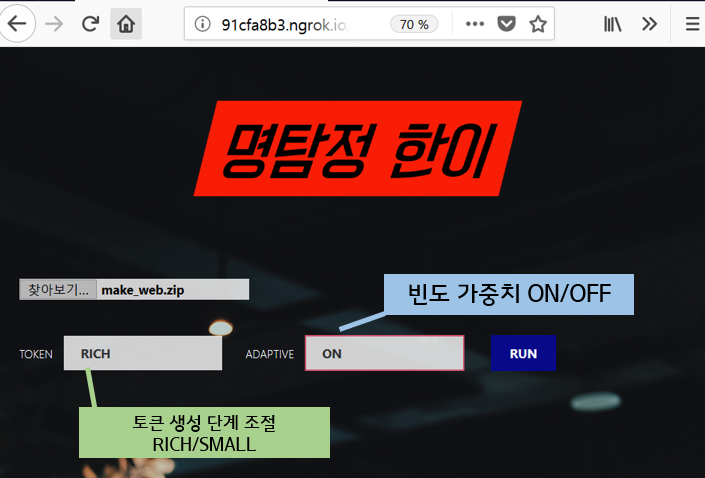 91cfa8b3.ngrok.io
70 %
명탐정 한이
찾아보기... make_web.zip
빈도 가중치 ON/OFF
TOKEN RICH ADAPTIVE ON RUN
토큰 생성 단계 조절
RICH/SMALL